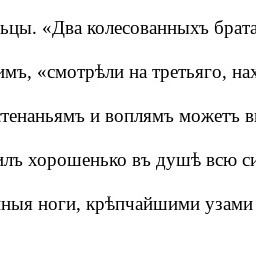 ьцы. «Два колесованныхъ брата
имъ, «смотрѣли на третьяго, нах
стенаньямъ и воплямъ можетъ в
илъ хорошенько въ душѣ всю си
ныя ноги, крѣпчайшими узами